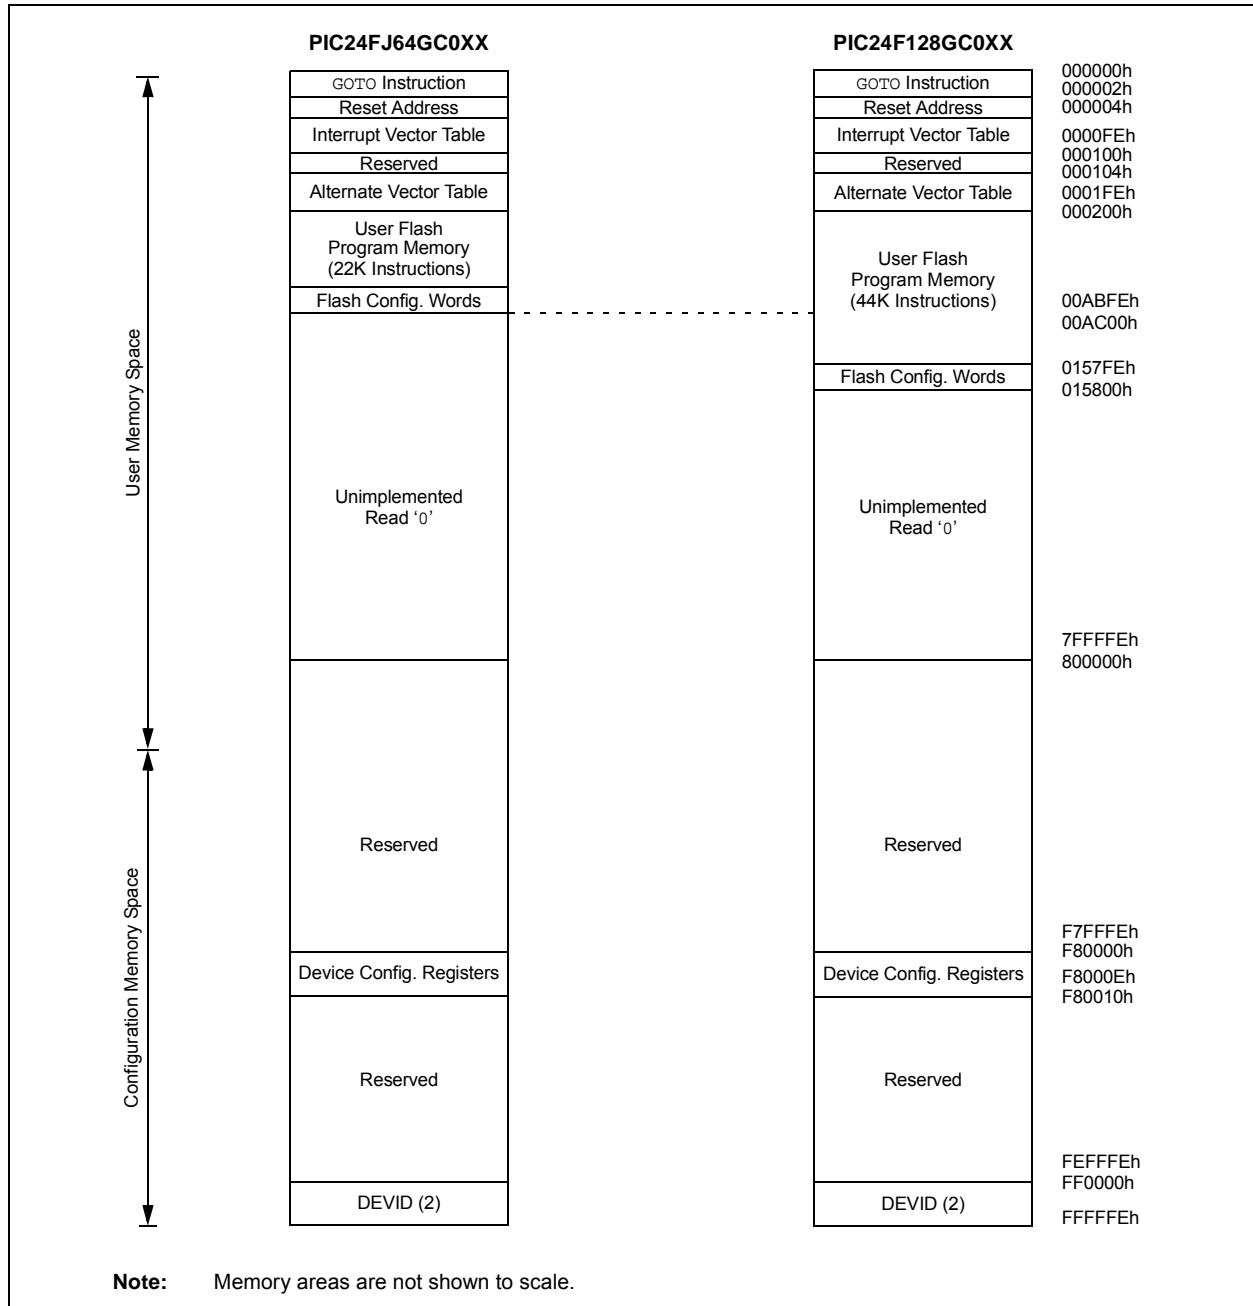 PIC24FJ64GC0XX
GOTO Instruction
Reset Address
Interrupt Vector Table
Reserved
Alternate Vector Table
User Flash
Program Memory
(22K Instructions)
Flash Config. Words
Unimplemented
Read ‘0’
Reserved
Device Config. Registers
Reserved
DEVID (2)
PIC24F128GC0XX
GOTO Instruction
Reset Address
Interrupt Vector Table
Reserved
Alternate Vector Table
User Flash
Program Memory
(44K Instructions)
Flash Config. Words
Unimplemented
Read ‘0’
Reserved
Device Config. Registers
Reserved
DEVID (2)
000000h
000002h
000004h
0000FEh
000100h
000104h
0001FEh
000200h
00ABFEh
00AC00h
0157FEh
015800h
7FFFFEh
800000h
F7FFFEh
F80000h
F8000Eh
F80010h
FEFFFEh
FF0000h
FFFFFEh
User Memory Space
Configuration Memory Space
Note: Memory areas are not shown to scale.